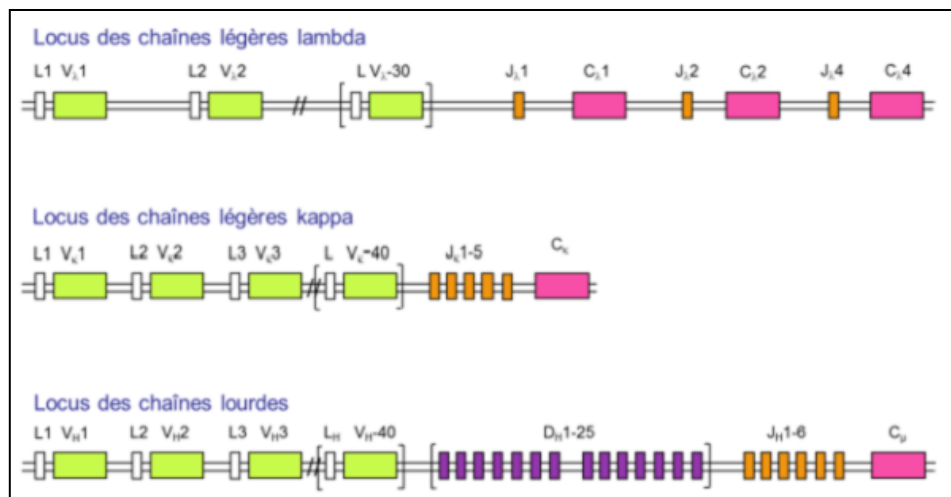 Locus des chaînes légères lambda
L1 Vλ1 L2 Vλ2 L Vλ-30 Jλ1 Cλ1 Jλ2 Cλ2 Jλ4 Cλ4
Locus des chaînes légères kappa
L1 Vκ1 L2 Vκ2 L3 Vκ3 L Vκ-40 Jκ1-5 Cκ
Locus des chaînes lourdes
L1 VH1 L2 VH2 L3 VH3 LH VH-40 DH1-25 JH1-6 Cμ